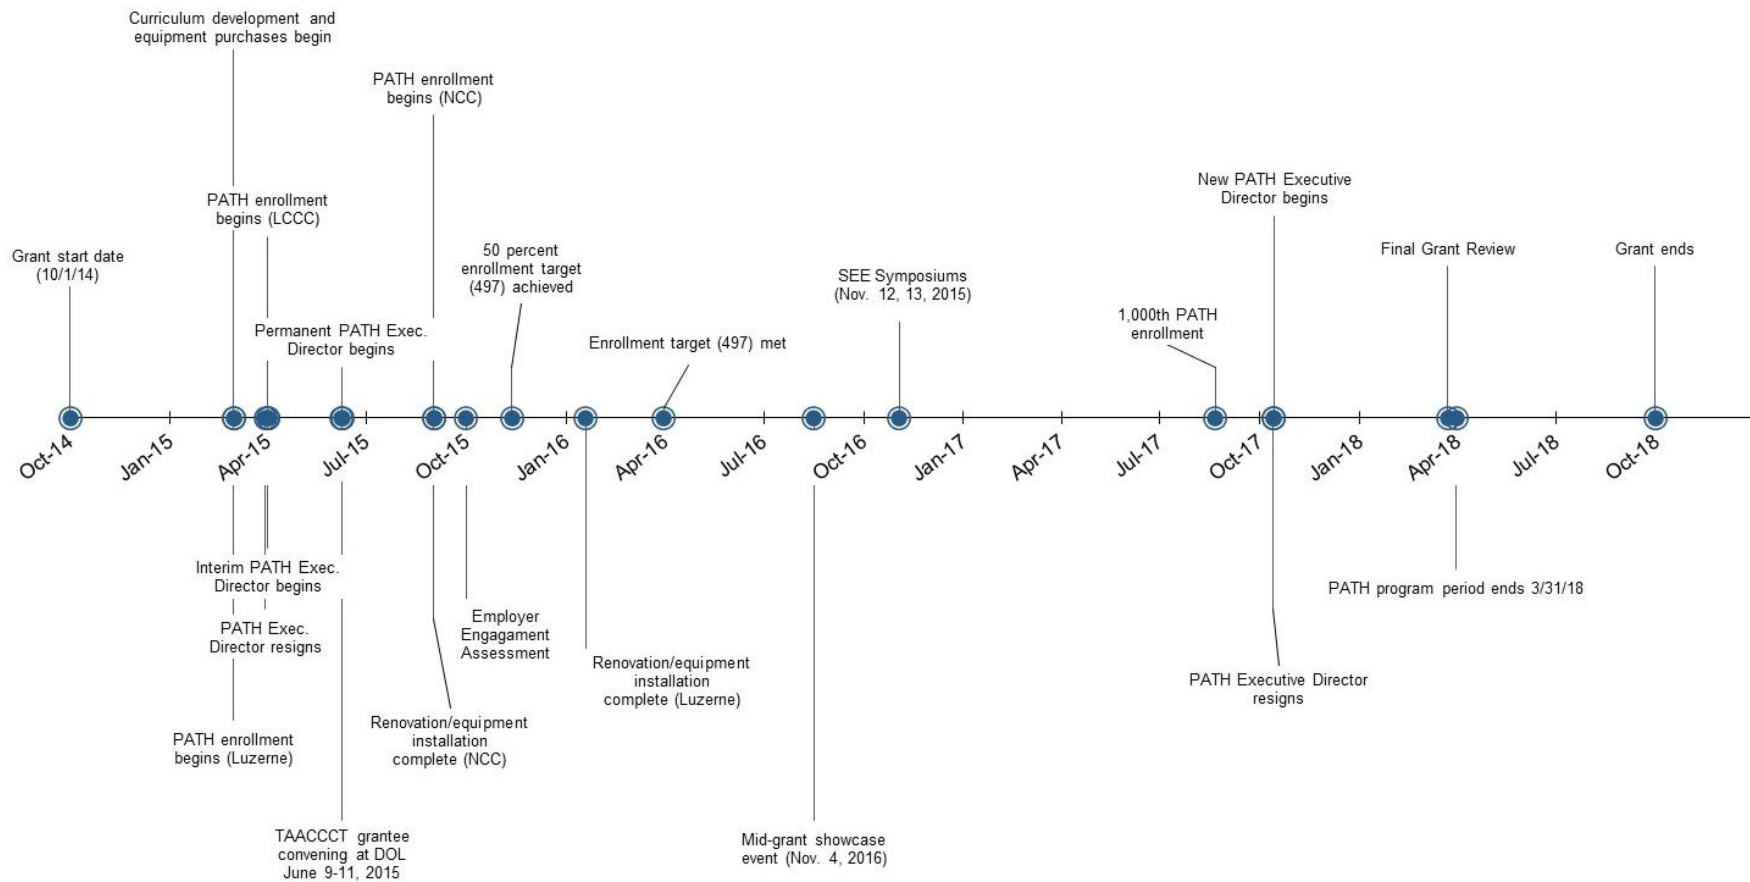 Curriculum development and
equipment purchases begin
PATH enrollment
begins (NCC)
PATH enrollment
begins (LCCC)
New PATH Executive
Director begins
Grant start date
(10/1/14)
50 percent
enrollment target
(497) achieved
Final Grant Review
Grant ends
SEE Symposiums
(Nov. 12, 13, 2015)
1,000th PATH
enrollment
Permanent PATH Exec.
Director begins
Enrollment target (497) met
Oct-14
Jan-15
Apr-15
Jul-15
Oct-15
Jan-16
Apr-16
Jul-16
Oct-16
Jan-17
Apr-17
Jul-17
Oct-17
Jan-18
Apr-18
Jul-18
Oct-18
Interim PATH Exec.
Director begins
PATH program period ends 3/31/18
PATH Exec.
Director resigns
Employer
Engagament
Assessment
Renovation/equipment
installation
complete (Luzerne)
PATH Executive Director
resigns
PATH enrollment
begins (Luzerne)
Renovation/equipment
installation
complete (NCC)
TAACCCT grantee
convening at DOL
June 9-11, 2015
Mid-grant showcase
event (Nov. 4, 2016)